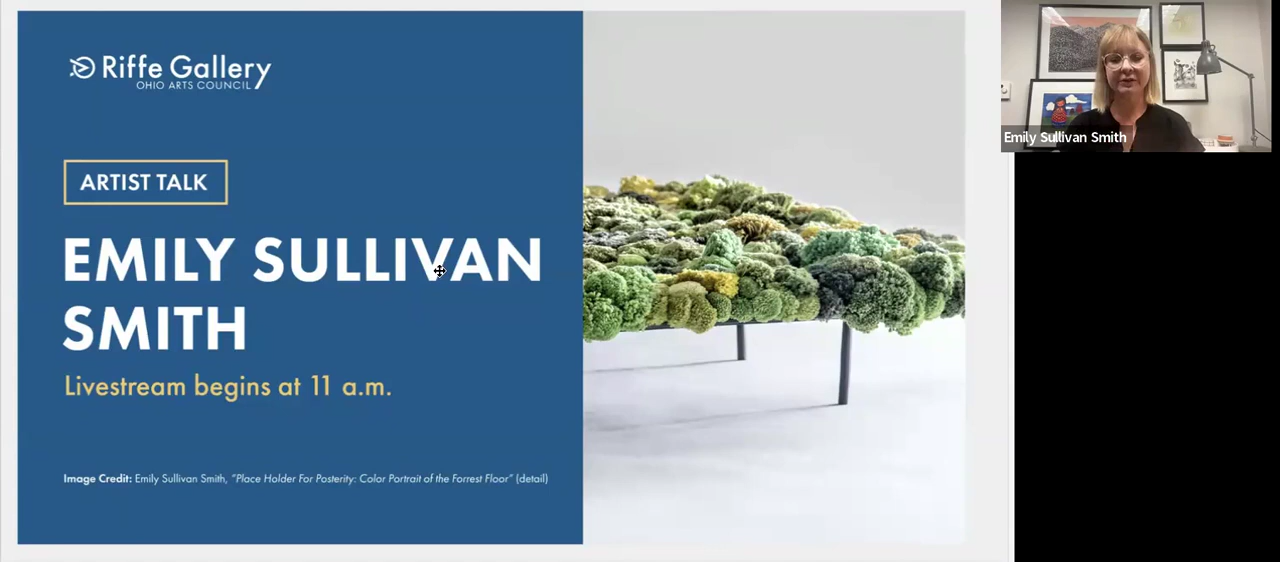 Riffe Gallery
OHIO ARTS COUNCIL
ARTIST TALK
EMILY SULLIVAN
SMITH
Livestream begins at 11 a.m.
Image Credit: Emily Sullivan Smith, "Place Holder For Posterity: Color Portrait of the Forrest Floor" (detail)
Emily Sullivan Smith